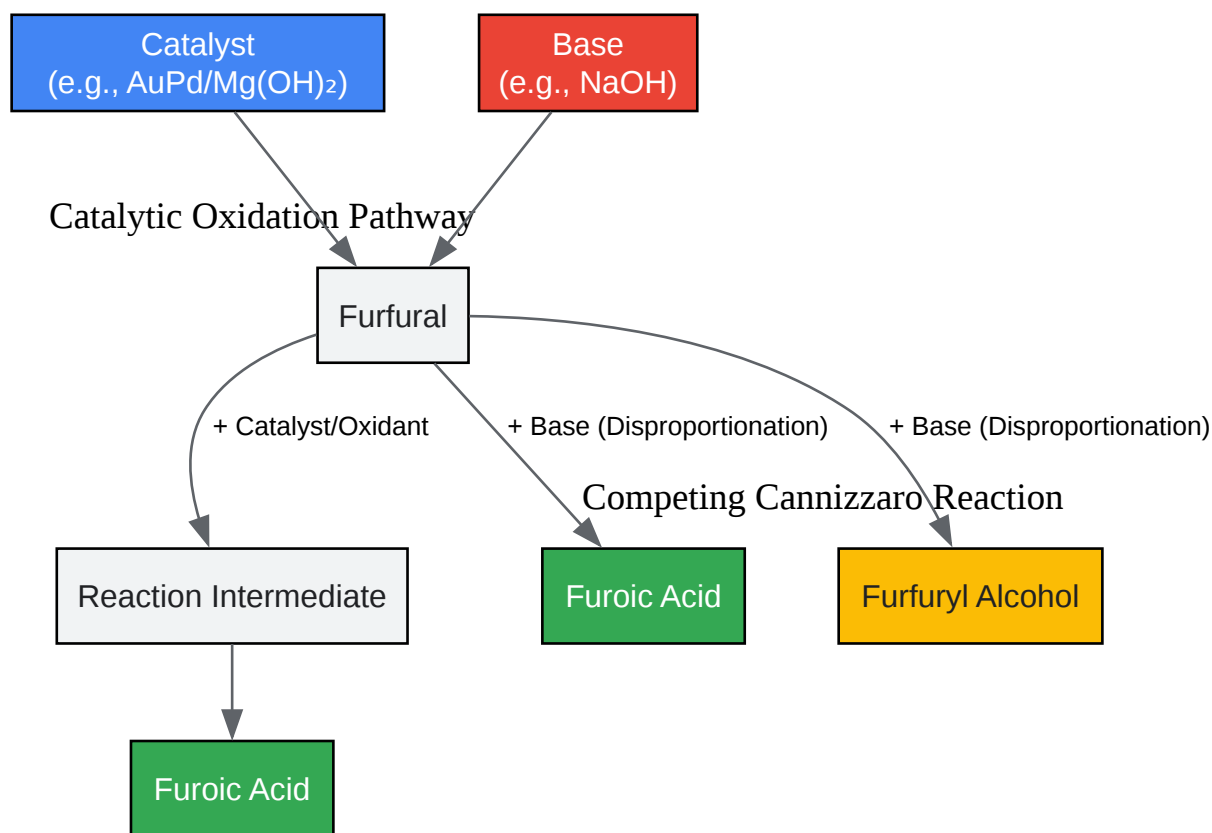 Catalyst
(e.g., AuPd/Mg(OH)₂)
Base
(e.g., NaOH)
Catalytic Oxidation Pathway
Furfural
+ Catalyst/Oxidant
+ Base (Disproportionation)
+ Base (Disproportionation)
Competing Cannizzaro Reaction
Reaction Intermediate
Furoic Acid
Furfuryl Alcohol
Furoic Acid